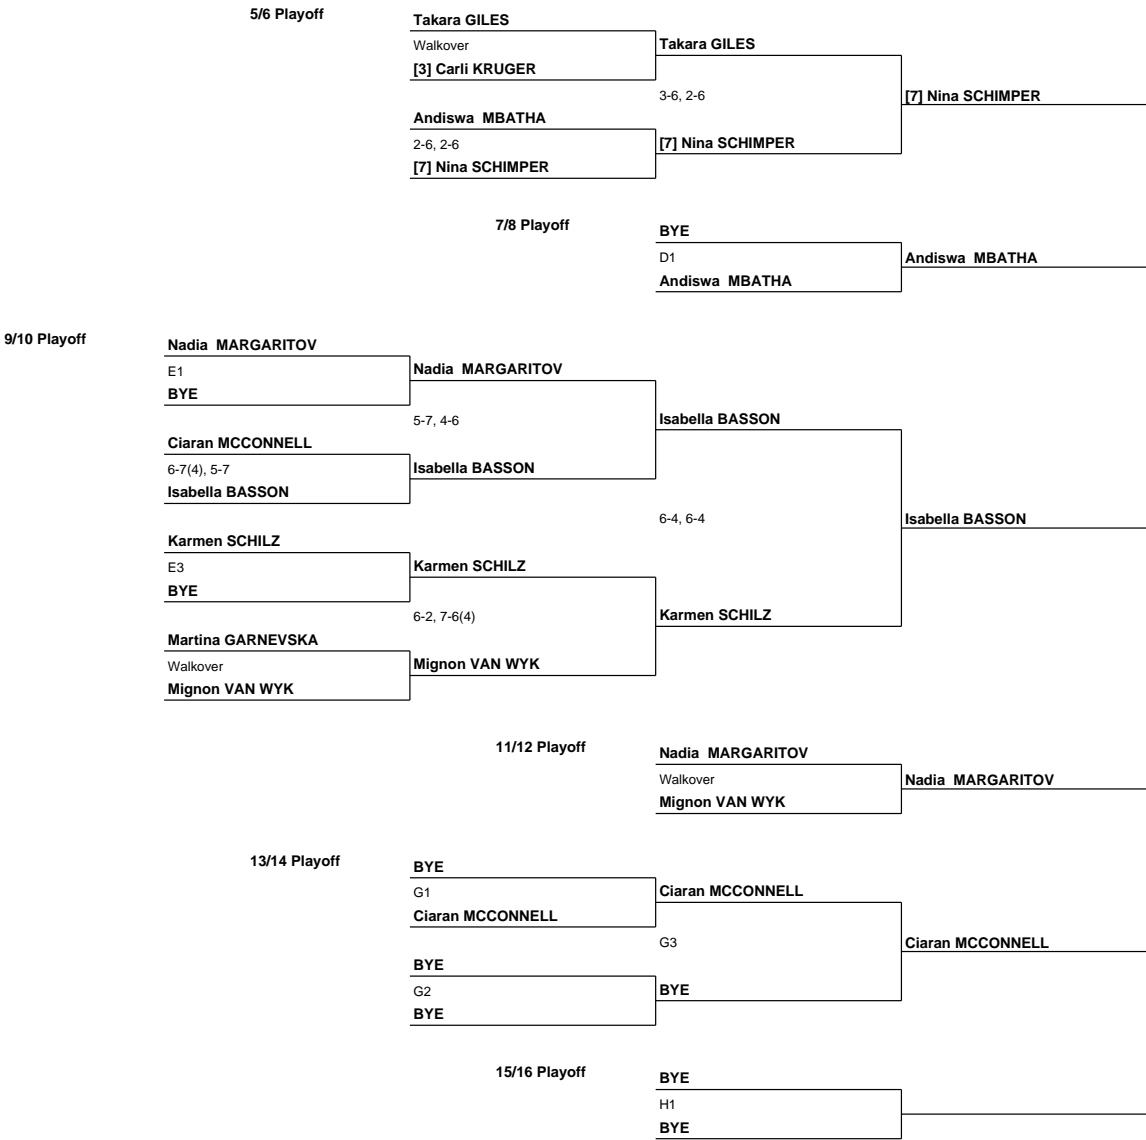 5/6 Playoff
Takara GILES
Walkover
Takara GILES
[3] Carli KRUGER
3-6, 2-6
[7] Nina SCHIMPER
Andiswa  MBATHA
2-6, 2-6
[7] Nina SCHIMPER
[7] Nina SCHIMPER
7/8 Playoff
BYE
D1
Andiswa  MBATHA
Andiswa  MBATHA
9/10 Playoff
Nadia  MARGARITOV
E1
Nadia  MARGARITOV
BYE
5-7, 4-6
Isabella BASSON
Ciaran MCCONNELL
6-7(4), 5-7
Isabella BASSON
Isabella BASSON
6-4, 6-4
Isabella BASSON
Karmen SCHILZ
E3
Karmen SCHILZ
BYE
6-2, 7-6(4)
Karmen SCHILZ
Martina GARNEVSKA
Walkover
Mignon VAN WYK
Mignon VAN WYK
11/12 Playoff
Nadia  MARGARITOV
Walkover
Nadia  MARGARITOV
Mignon VAN WYK
13/14 Playoff
BYE
G1
Ciaran MCCONNELL
Ciaran MCCONNELL
G3
Ciaran MCCONNELL
BYE
G2
BYE
BYE
15/16 Playoff
BYE
H1
BYE